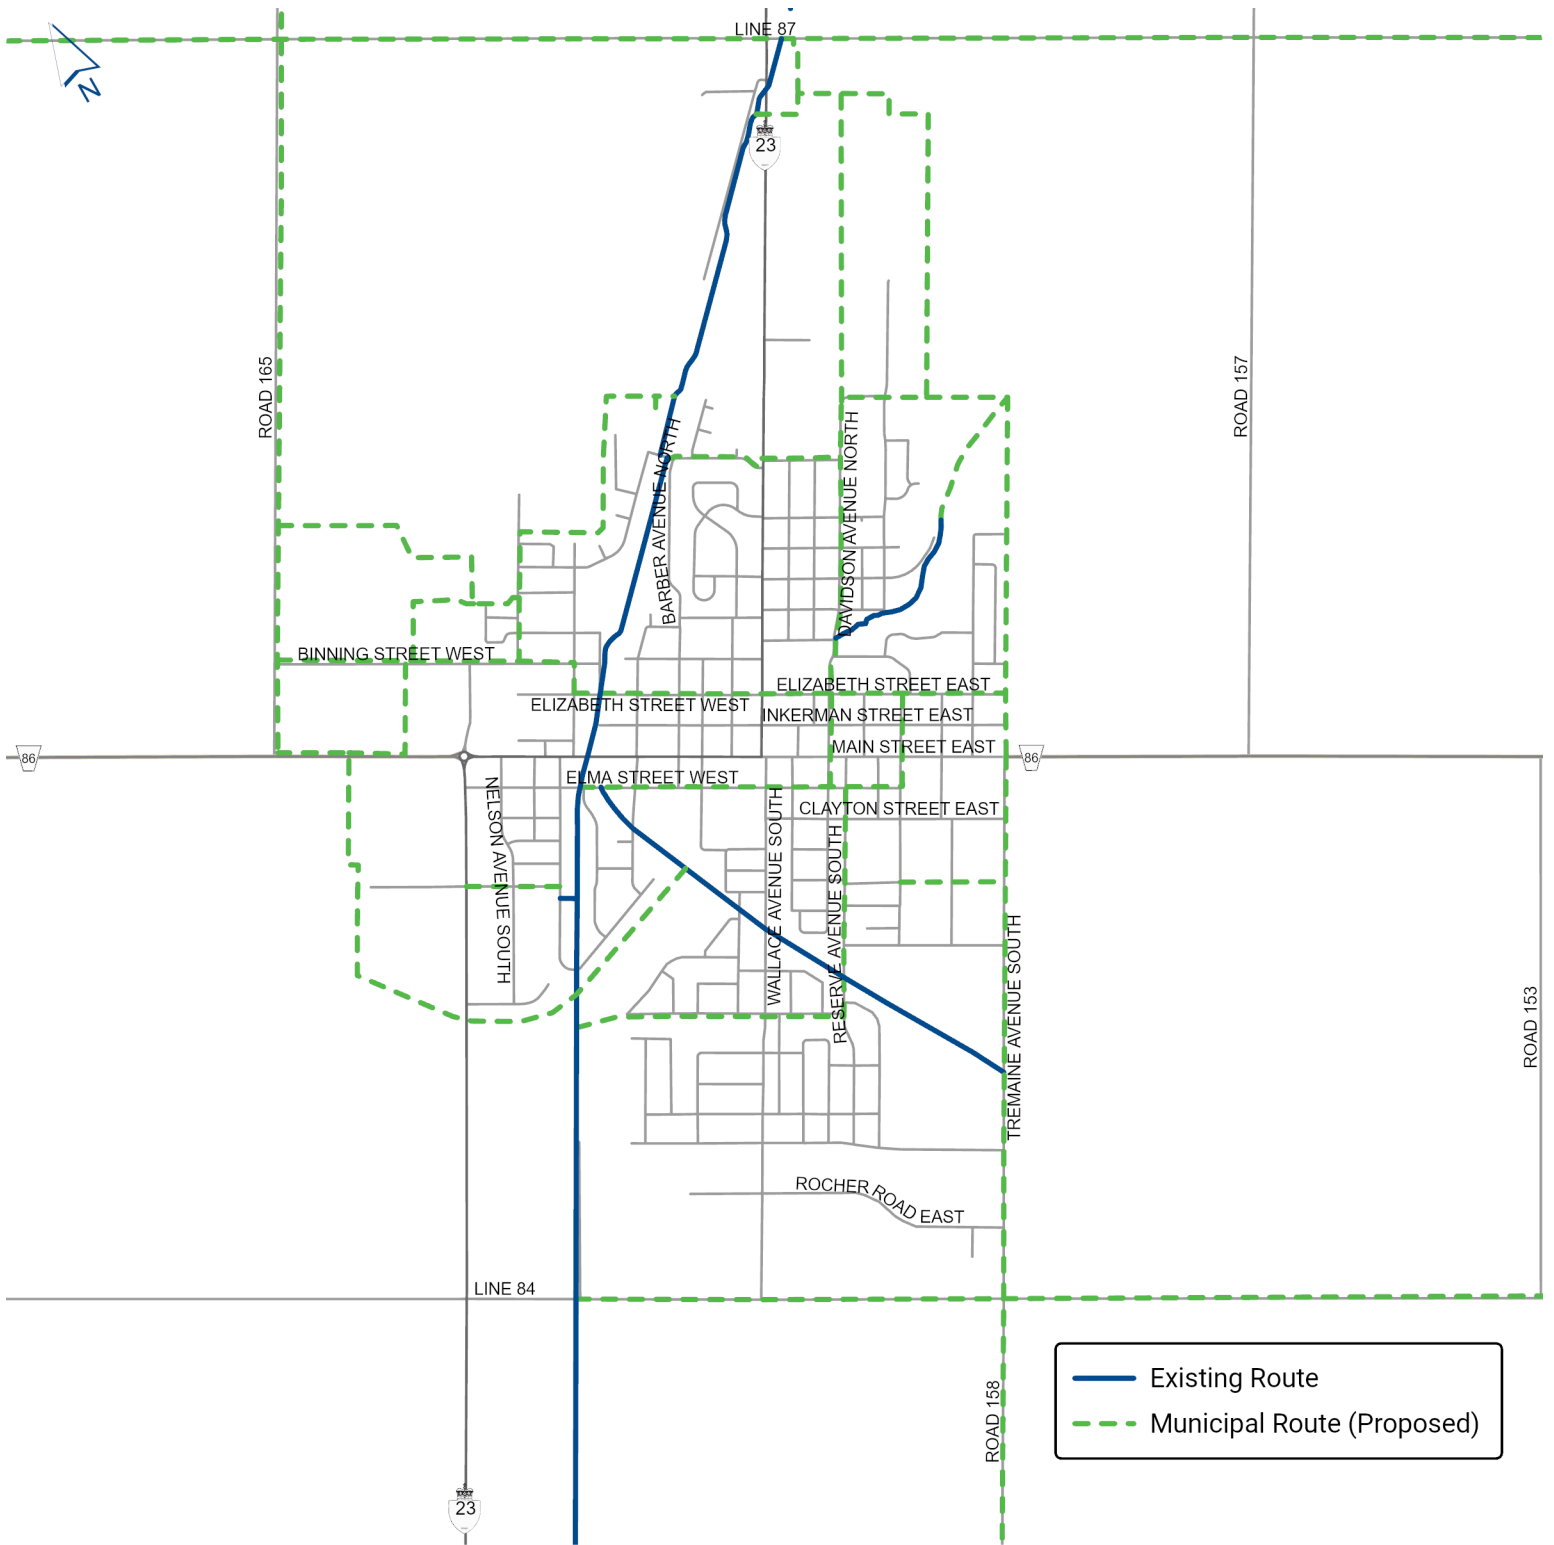 LINE 87
N
23
ROAD 165
ROAD 157
BARBER AVENUE NORTH
DAVIDSON AVENUE NORTH
BINNING STREET WEST
ELIZABETH STREET EAST
ELIZABETH STREET WEST
INKERMAN STREET EAST
MAIN STREET EAST
86
86
ELMA STREET WEST
NELSON AVENUE SOUTH
CLAYTON STREET EAST
WALLACE AVENUE SOUTH
RESERVE AVENUE SOUTH
TREMAINE AVENUE SOUTH
ROAD 153
ROCHER ROAD EAST
LINE 84
ROAD 158
23
Existing Route
Municipal Route (Proposed)